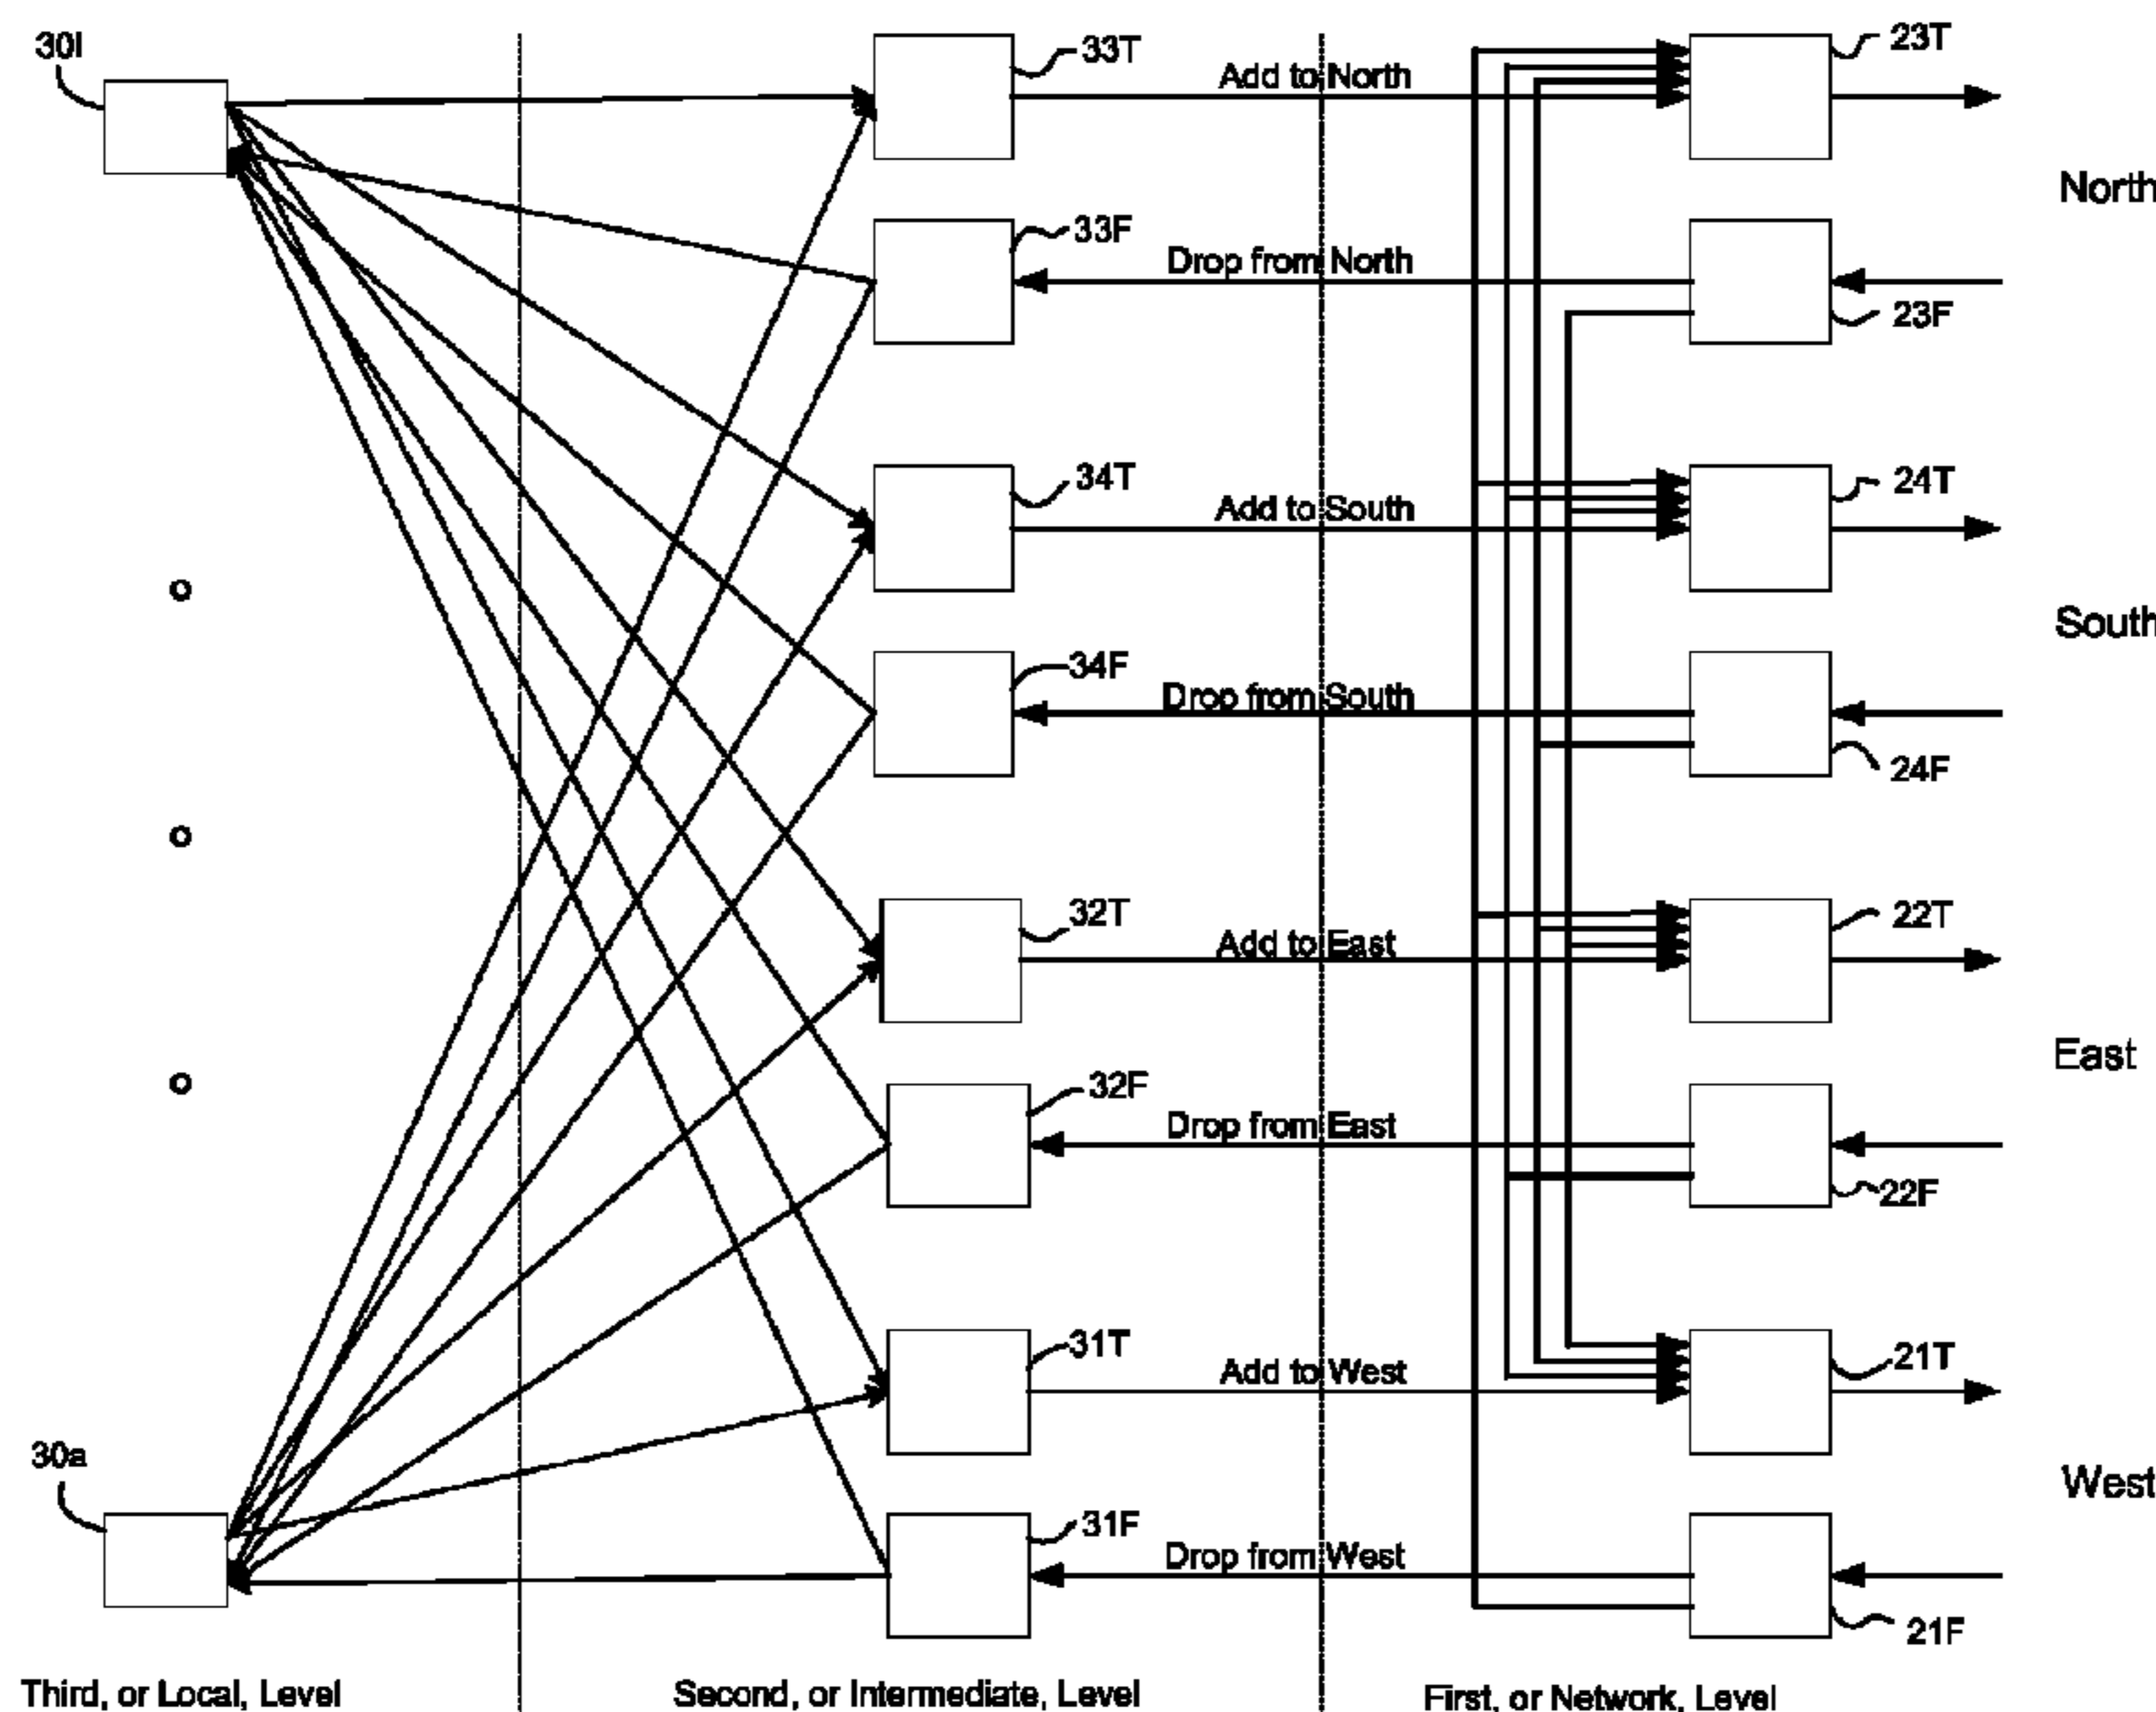 30l
33T
23T
Add to North
North
33F
Drop from North
23F
34T
24T
Add to South
South
34F
Drop from South
24F
32T
22T
Add to East
East
32F
Drop from East
22F
31T
21T
Add to West
30a
West
31F
Drop from West
21F
Third, or Local, Level
Second, or Intermediate, Level
First, or Network, Level